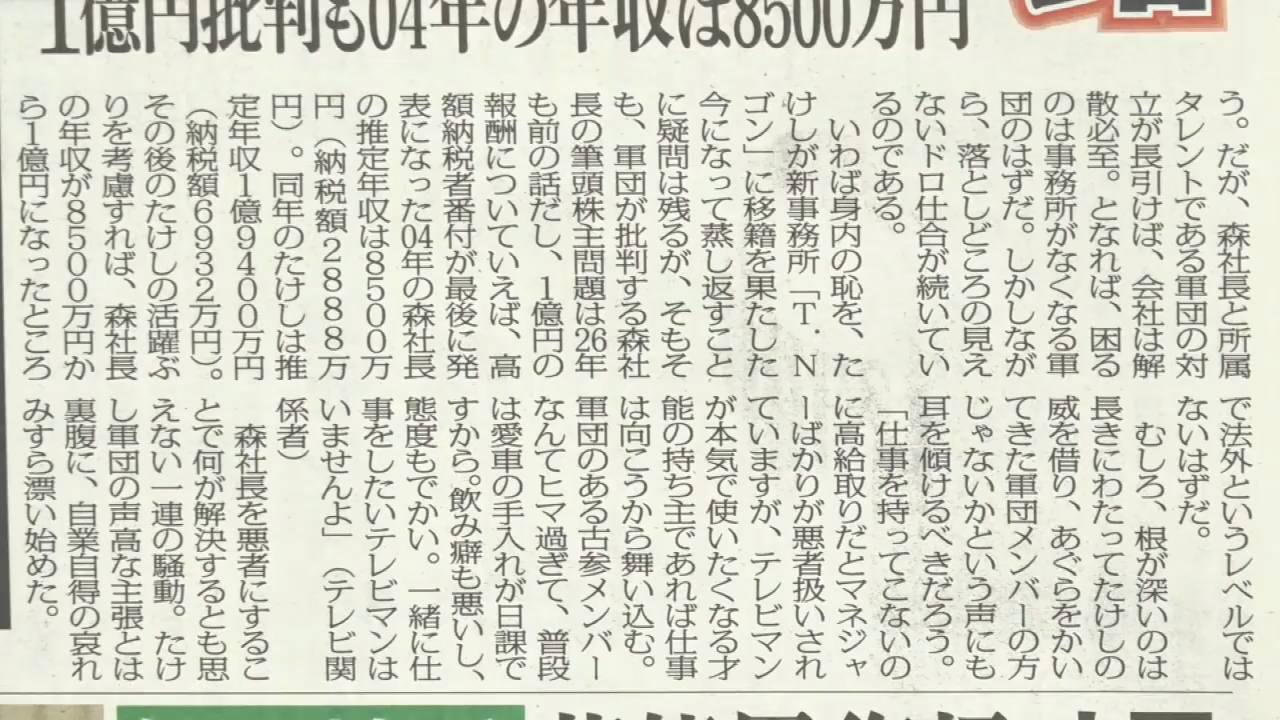 1億円批判も04年の年収は8500万円
う。だが、森社長と所属
タレントである軍団の対
立が長引けば、会社は解
散必至。となれば、困る
のは事務所がなくなる軍
団のはずだ。しかしなが
ら、落としどころの見え
ないドロ仕合が続いてい
るのである。
いわば身内の恥を、た
けしが新事務所「T N
ゴン」に移籍を果たした
今になって蒸し返すこと
に疑問は残るが、そもそ
も、軍団が批判する森社
長の筆頭株主問題は26年
も前の話だし、1億円の
報酬についていえば、高
額納税者番付が最後に発
表になった04年の森社長
の推定年収は8500万
円（納税額2888万
円）。同年のたけしは推
定年収1億9400万円
（納税額6932万円）。
その後のたけしの活躍ぶ
りを考慮すれば、森社長
の年収が8500万円か
ら1億円になったところ
で法外というレベルでは
ないはずだ。
むしろ、根が深いのは
長きにわたってたけしの
威を借り、あぐらをかい
てきた軍団メンバーの方
じゃないかという声にも
耳を傾けるべきだろう。
「仕事を持ってこないの
に高給取りだとマネジャ
ーばかりが悪者扱いされ
ていますが、テレビマン
が本気で使いたくなる才
能の持ち主であれば仕事
は向こうから舞い込む。
軍団のある古参メンバー
なんてヒマ過ぎて、普段
は愛車の手入れが日課で
すから。飲み癖も悪いし、
態度もでかい。一緒に仕
事をしたいテレビマンは
いませんよ」（テレビ関
係者）
森社長を悪者にするこ
とで何が解決するとも思
えない一連の騒動。たけ
し軍団の声高な主張とは
裏腹に、自業自得の哀れ
みすら漂い始めた。